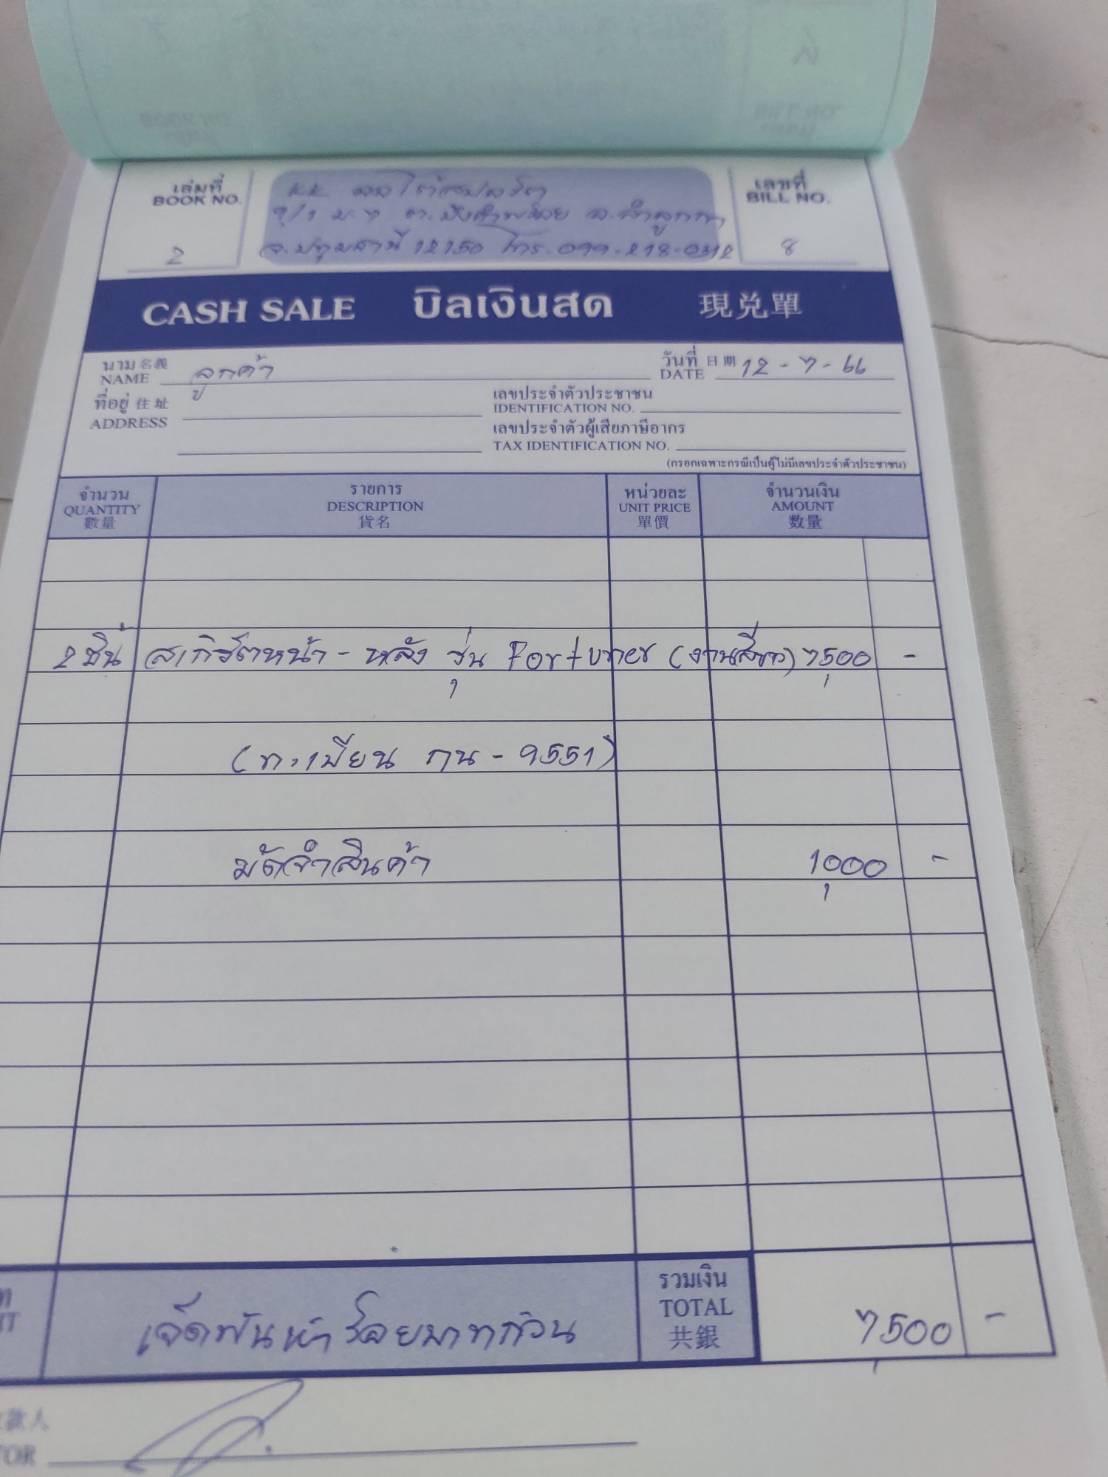 เล่มที่
BOOK NO.
2
KK ออโต้
9/1 ม.7 ต.บึงคำพร้อย อ.ลำลูกกา
จ.ปทุมธานี 12150 โทร.099-218-0312
เลขที่
BILL NO.
8
CASH SALE บิลเงินสด 現兑單
นาม 名義
NAME ลูกค้า
วันที่ 日期
DATE 12-7-66
ที่อยู่ 住址
ADDRESS
เลขประจำตัวประชาชน
IDENTIFICATION NO.
เลขประจำตัวผู้เสียภาษีอากร
TAX IDENTIFICATION NO.
(กรอกเฉพาะกรณีเป็นผู้ไม่มีเลขประจำตัวประชาชน)
จำนวน
QUANTITY
數量
รายการ
DESCRIPTION
貨名
หน่วยละ
UNIT PRICE
單價
จำนวนเงิน
AMOUNT
数量
2 ชิ้น สเกิร์ตหน้า - หลัง รุ่น Fortuner (งานสีขาว) 7,500 -
(ทะเบียน กน - 9551)
มัดจำสินค้า 1,000 -
เจ็ดพันห้าร้อยบาทถ้วน
รวมเงิน
TOTAL
共銀
7,500 -
款人
TOR